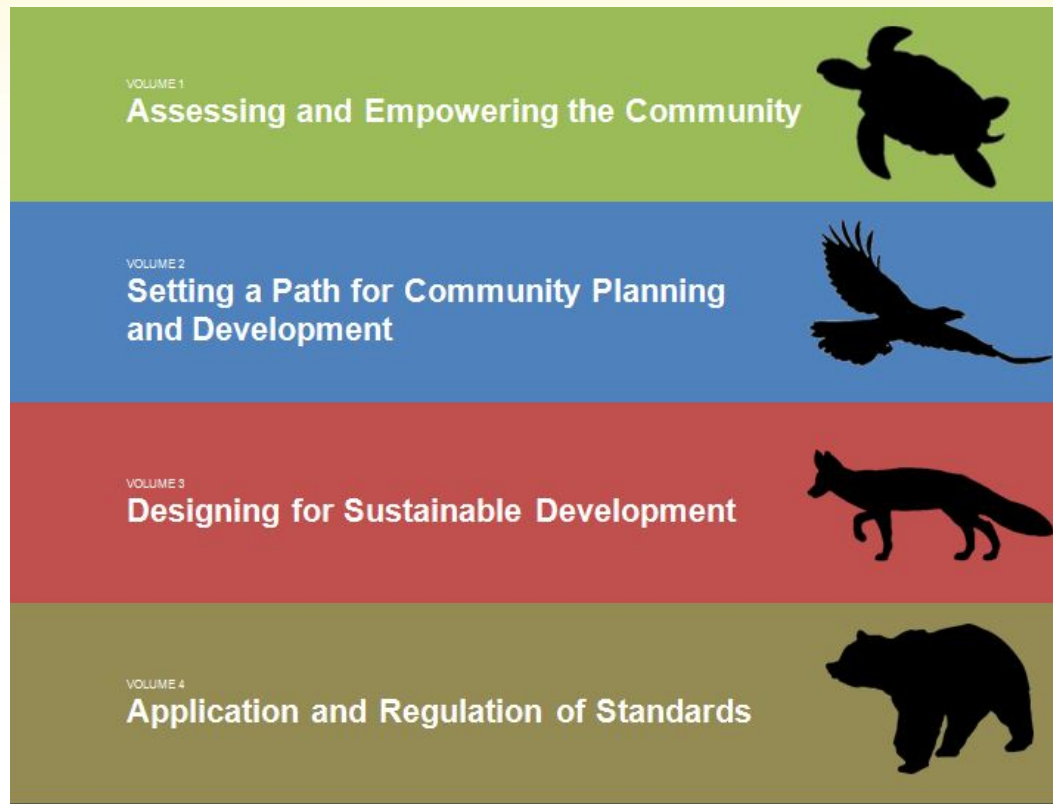 VOLUME 1
Assessing and Empowering the Community
VOLUME 2
Setting a Path for Community Planning
and Development
VOLUME 3
Designing for Sustainable Development
VOLUME 4
Application and Regulation of Standards